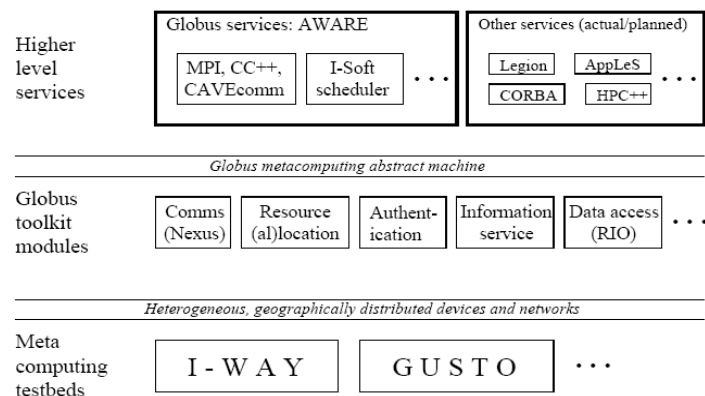 Higher
level
services
Globus services: AWARE
MPI, CC++,
CAVEcomm
I-Soft
scheduler
...
Other services (actual/planned)
Legion
AppLeS
CORBA
HPC++
...
Globus metacomputing abstract machine
Globus
toolkit
modules
Comms
(Nexus)
Resource
(al)location
Authent-
ication
Information
service
Data access
(RIO)
...
Heterogeneous, geographically distributed devices and networks
Meta
computing
testbeds
I - W A Y
G U S T O
...